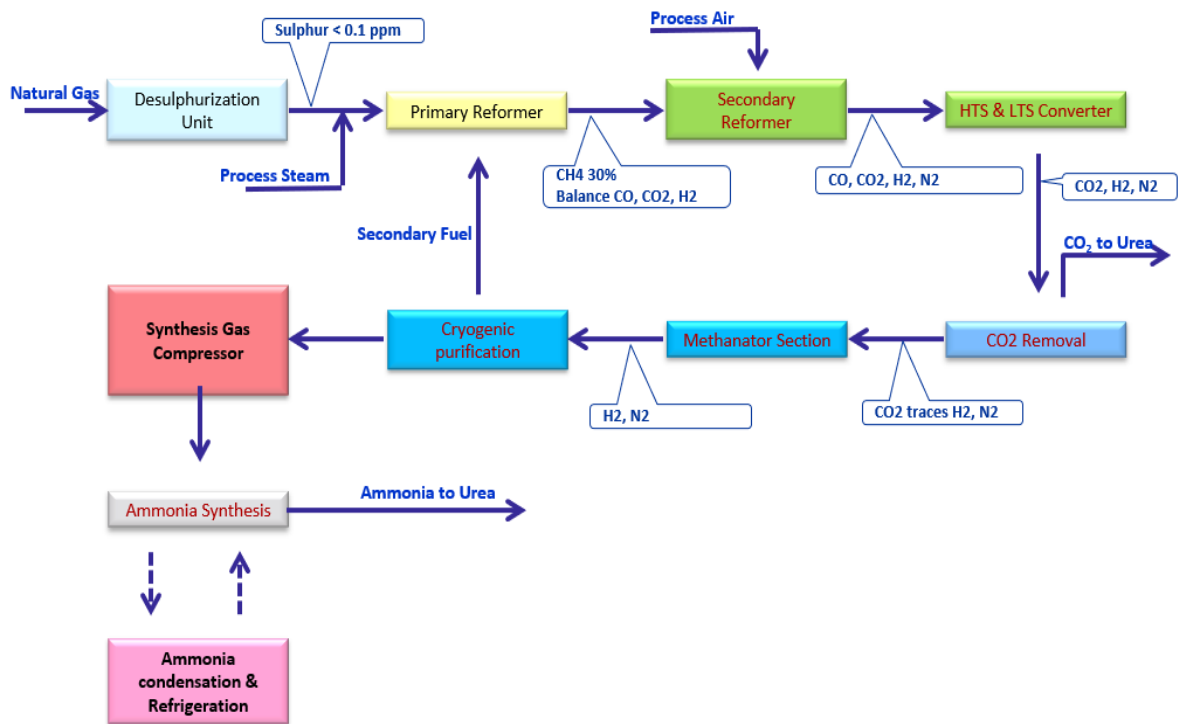 Process Air
Sulphur < 0.1 ppm
Natural Gas
Desulphurization
Unit
Primary Reformer
Secondary
Reformer
HTS & LTS Converter
Process Steam
CH4 30%
Balance CO, CO2, H2
CO, CO2, H2, N2
CO2, H2, N2
Secondary Fuel
CO₂ to Urea
Synthesis Gas
Compressor
Cryogenic
purification
Methanator Section
CO2 Removal
H2, N2
CO2 traces H2, N2
Ammonia Synthesis
Ammonia to Urea
Ammonia
condensation &
Refrigeration